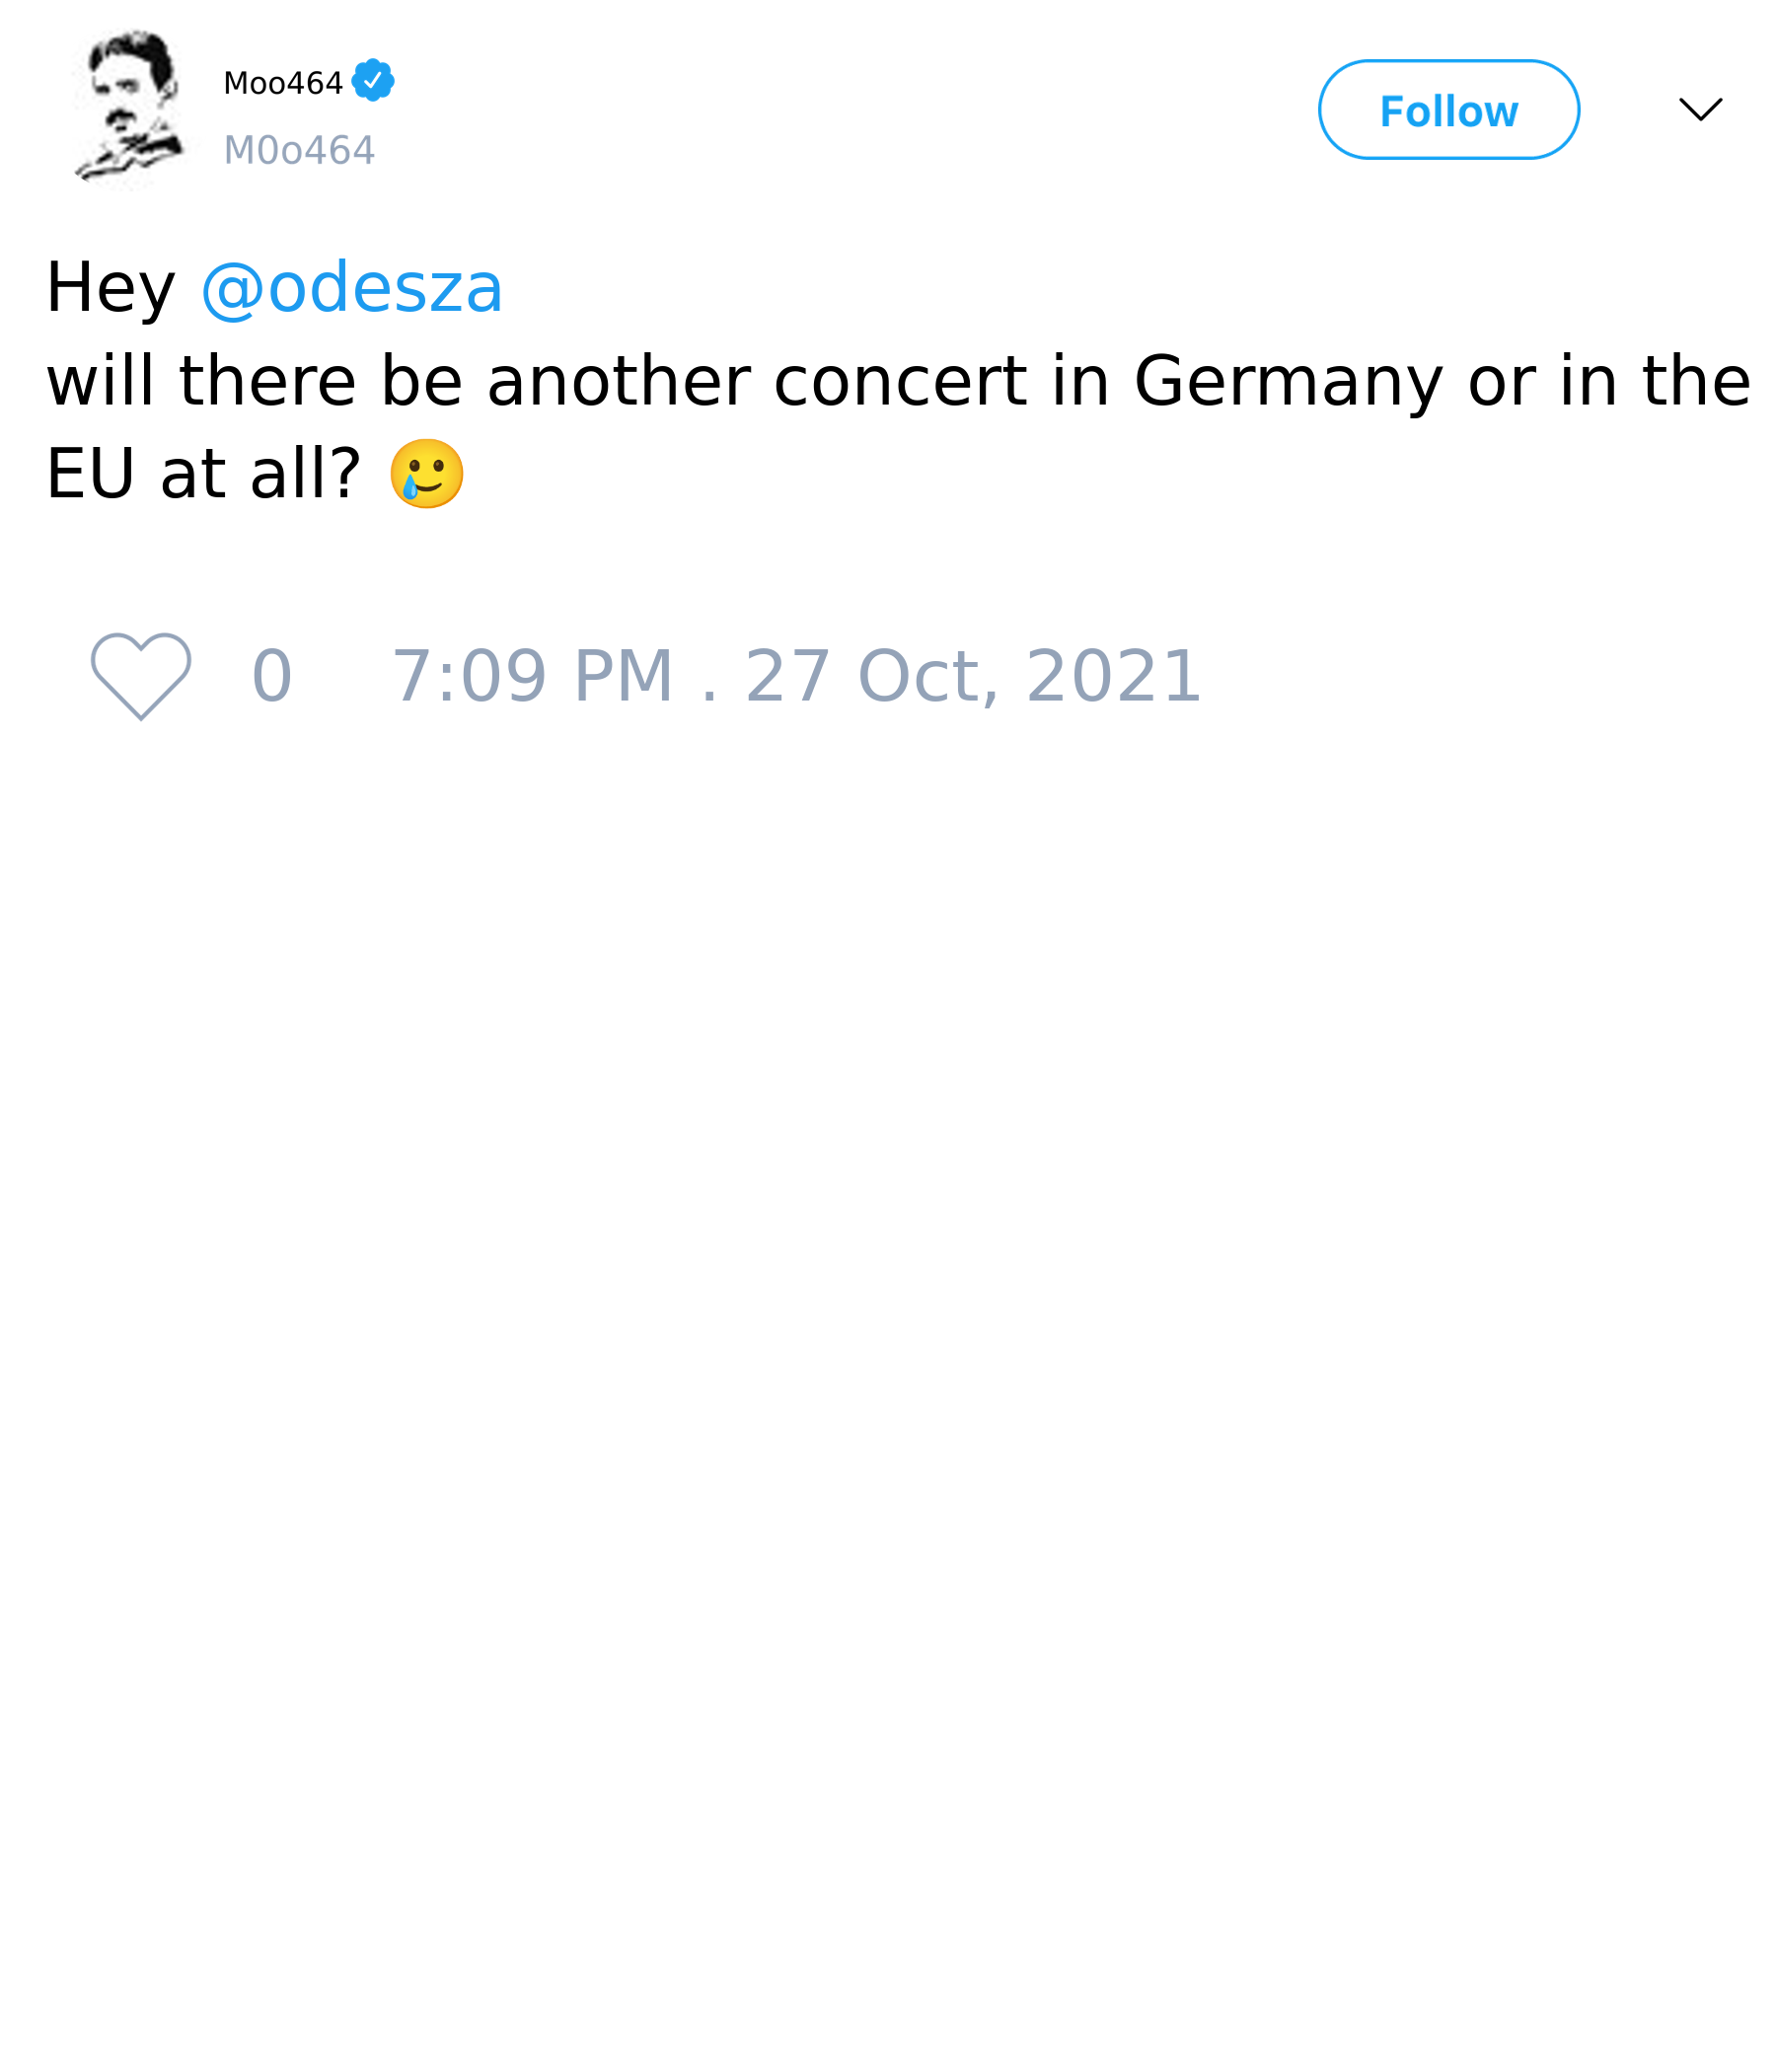 Moo464
M0o464
Follow
Hey @odesza
will there be another concert in Germany or in the
EU at all? 🥲
0 7:09 PM . 27 Oct, 2021